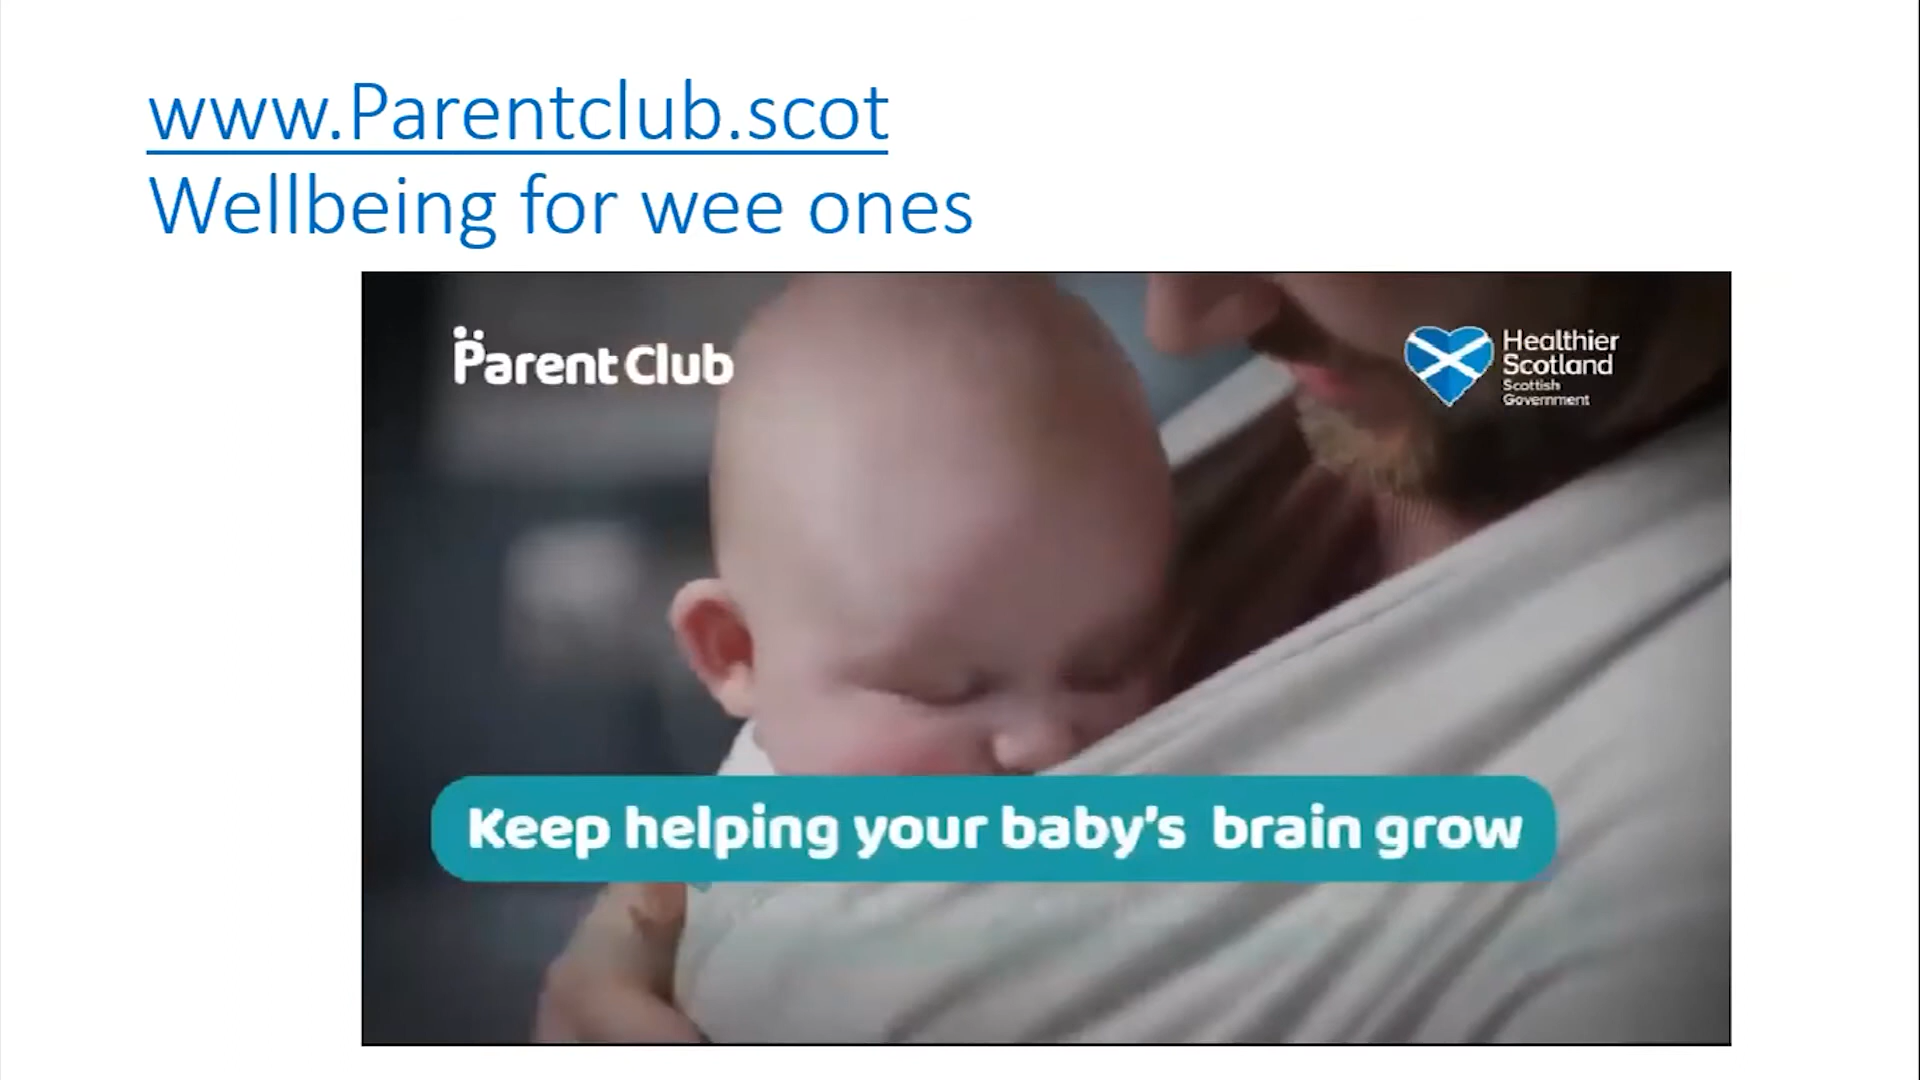 www.Parentclub.scot
Wellbeing for wee ones
Parent Club
Healthier
Scotland
Scottish
Government
Keep helping your baby's brain grow